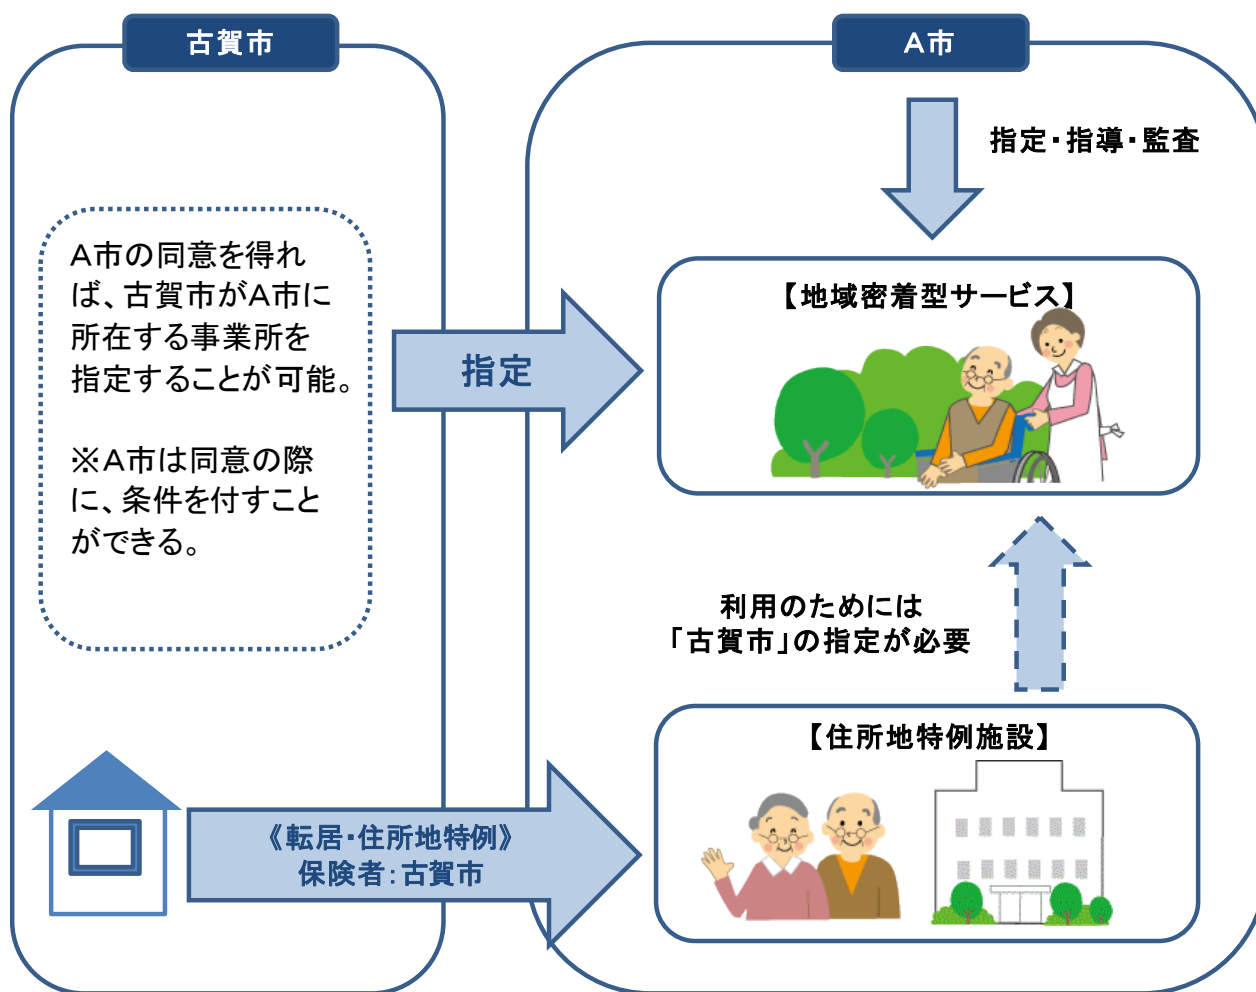 古賀市
A市
指定・指導・監査
A市の同意を得れ
ば、古賀市がA市に
所在する事業所を
指定することが可能。
※A市は同意の際
に、条件を付すこと
ができる。
指定
【地域密着型サービス】
利用のためには
「古賀市」の指定が必要
【住所地特例施設】
《転居・住所地特例》
保険者：古賀市